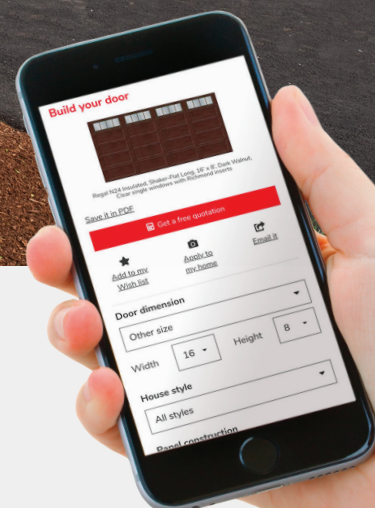 Build your door
Regal N24 Insulated, Shaker-Flat Long, 16' x 8', Dark Walnut,
Clear single windows with Richmond inserts
Save it in PDF
Get a free quotation
Add to my
Wish list
Apply to
my home
Email it
Door dimension
Other size
Width 16 Height 8
House style
All styles
Panel construction